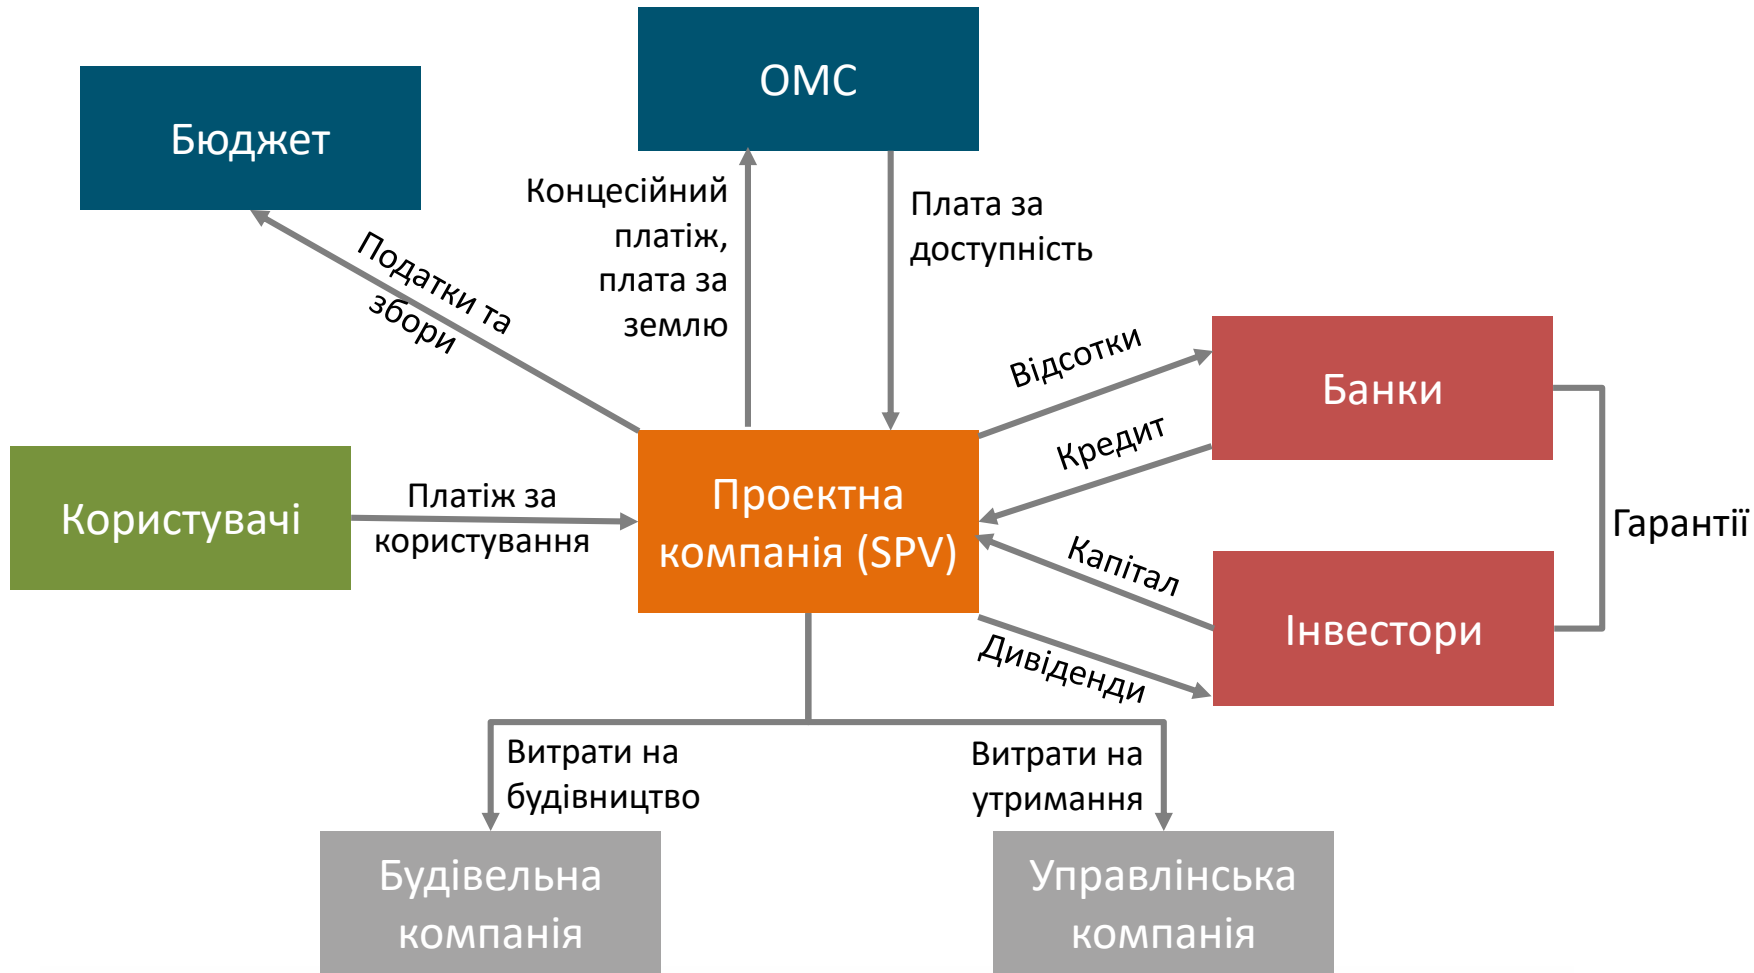 ОМС
Бюджет
Концесійний
платіж,
плата за
землю
Плата за
доступність
Податки та
збори
Відсотки
Банки
Кредит
Користувачі
Платіж за
користування
Проектна
компанія (SPV)
Гарантії
Капітал
Інвестори
Дивіденди
Витрати на
будівництво
Витрати на
утримання
Будівельна
компанія
Управлінська
компанія